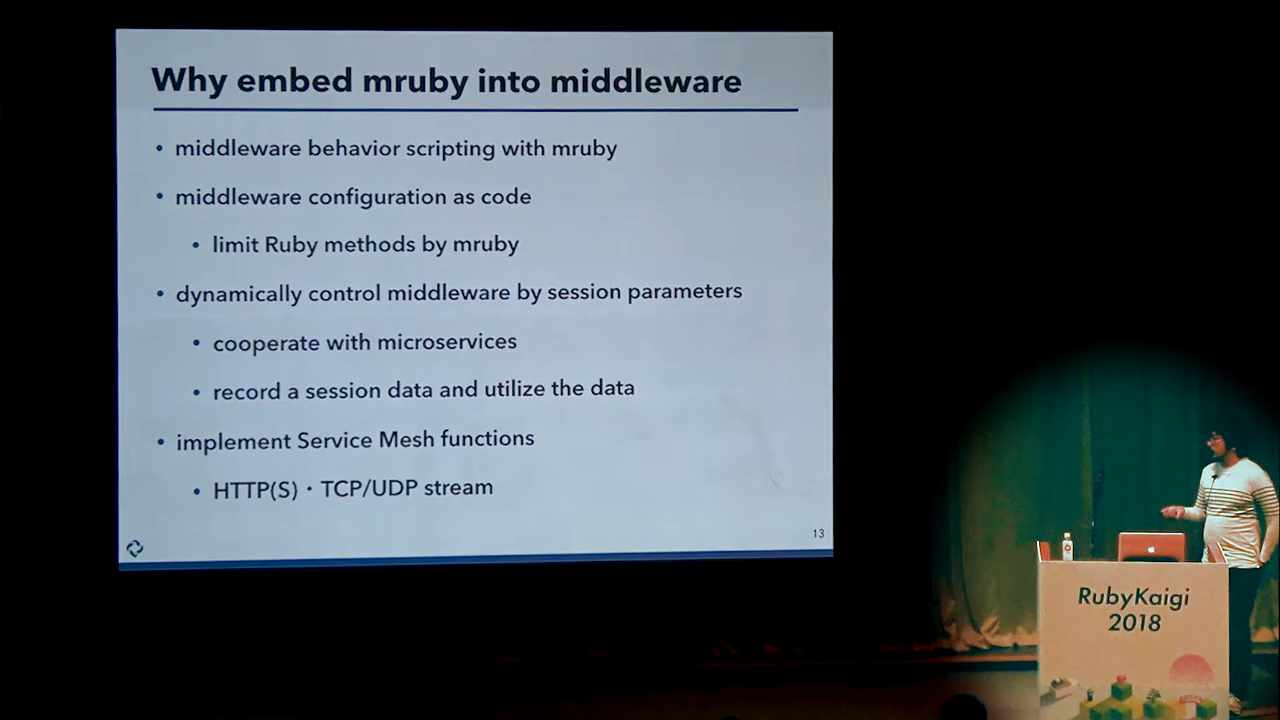 Why embed mruby into middleware
• middleware behavior scripting with mruby
• middleware configuration as code
• limit Ruby methods by mruby
• dynamically control middleware by session parameters
• cooperate with microservices
• record a session data and utilize the data
• implement Service Mesh functions
• HTTP(S)・TCP/UDP stream
13
RubyKaigi
2018